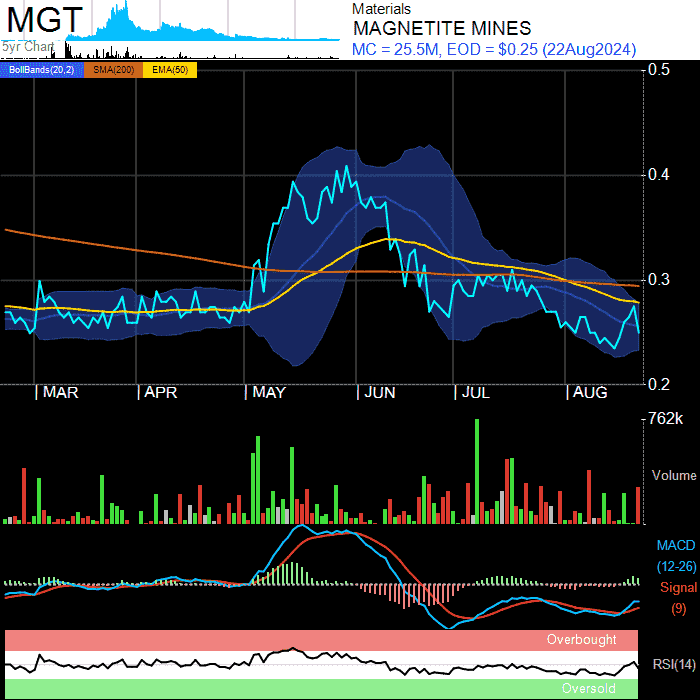 MGT
5yr Chart
Materials
MAGNETITE MINES
MC = 25.5M, EOD = $0.25 (22Aug2024)
BollBands(20,2) SMA(200) EMA(50)
0.5
0.4
0.3
0.2
MAR APR MAY JUN JUL AUG
762k
Volume
MACD
(12-26)
Signal
(9)
Overbought
RSI(14)
Oversold